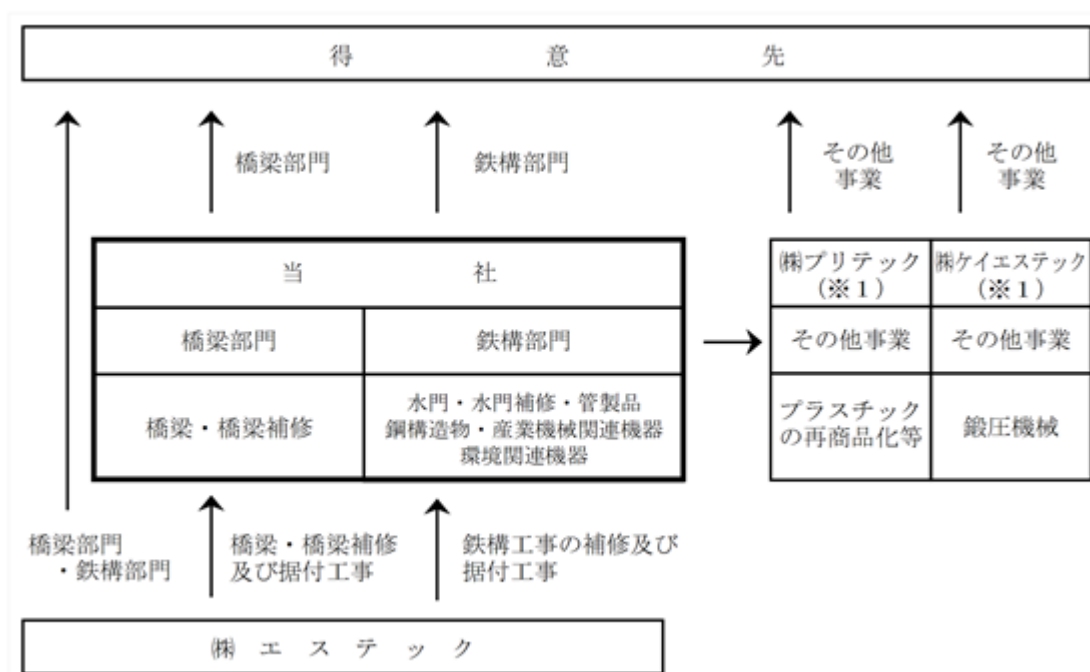 得意先
橋梁部門
鉄構部門
その他
事業
その他
事業
当社
㈱プリテック
(※1)
㈱ケイエステック
(※1)
橋梁部門
鉄構部門
その他事業
その他事業
橋梁・橋梁補修
水門・水門補修・管製品
鋼構造物・産業機械関連機器
環境関連機器
プラスチック
の再商品化等
鍛圧機械
橋梁部門
・鉄構部門
橋梁・橋梁補修
及び据付工事
鉄構工事の補修及び
据付工事
㈱エステック